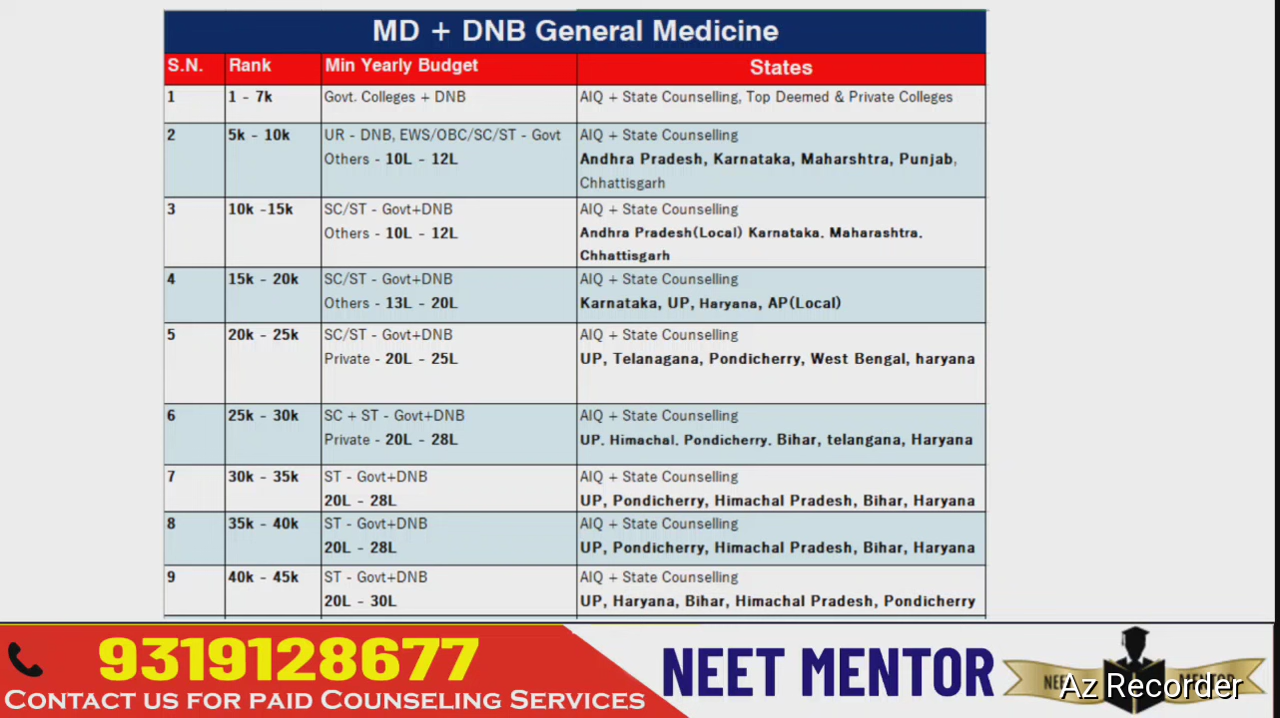 MD + DNB General Medicine
S.N. Rank Min Yearly Budget States
1 1 - 7k Govt. Colleges + DNB AIQ + State Counselling, Top Deemed & Private Colleges
2 5k - 10k UR - DNB, EWS/OBC/SC/ST - Govt AIQ + State Counselling
Others - 10L - 12L Andhra Pradesh, Karnataka, Maharshtra, Punjab,
Chhattisgarh
3 10k -15k SC/ST - Govt+DNB AIQ + State Counselling
Others - 10L - 12L Andhra Pradesh(Local) Karnataka. Maharashtra.
Chhattisgarh
4 15k - 20k SC/ST - Govt+DNB AIQ + State Counselling
Others - 13L - 20L Karnataka, UP, Haryana, AP(Local)
5 20k - 25k SC/ST - Govt+DNB AIQ + State Counselling
Private - 20L - 25L UP, Telanagana, Pondicherry, West Bengal, haryana
6 25k - 30k SC + ST - Govt+DNB AIQ + State Counselling
Private - 20L - 28L UP. Himachal. Pondicherry. Bihar, telangana, Haryana
7 30k - 35k ST - Govt+DNB AIQ + State Counselling
20L - 28L UP, Pondicherry, Himachal Pradesh, Bihar, Haryana
8 35k - 40k ST - Govt+DNB AIQ + State Counselling
20L - 28L UP, Pondicherry, Himachal Pradesh, Bihar, Haryana
9 40k - 45k ST - Govt+DNB AIQ + State Counselling
20L - 30L UP, Haryana, Bihar, Himachal Pradesh, Pondicherry
9319128677
CONTACT US FOR PAID COUNSELING SERVICES
NEET MENTOR
Az Recorder